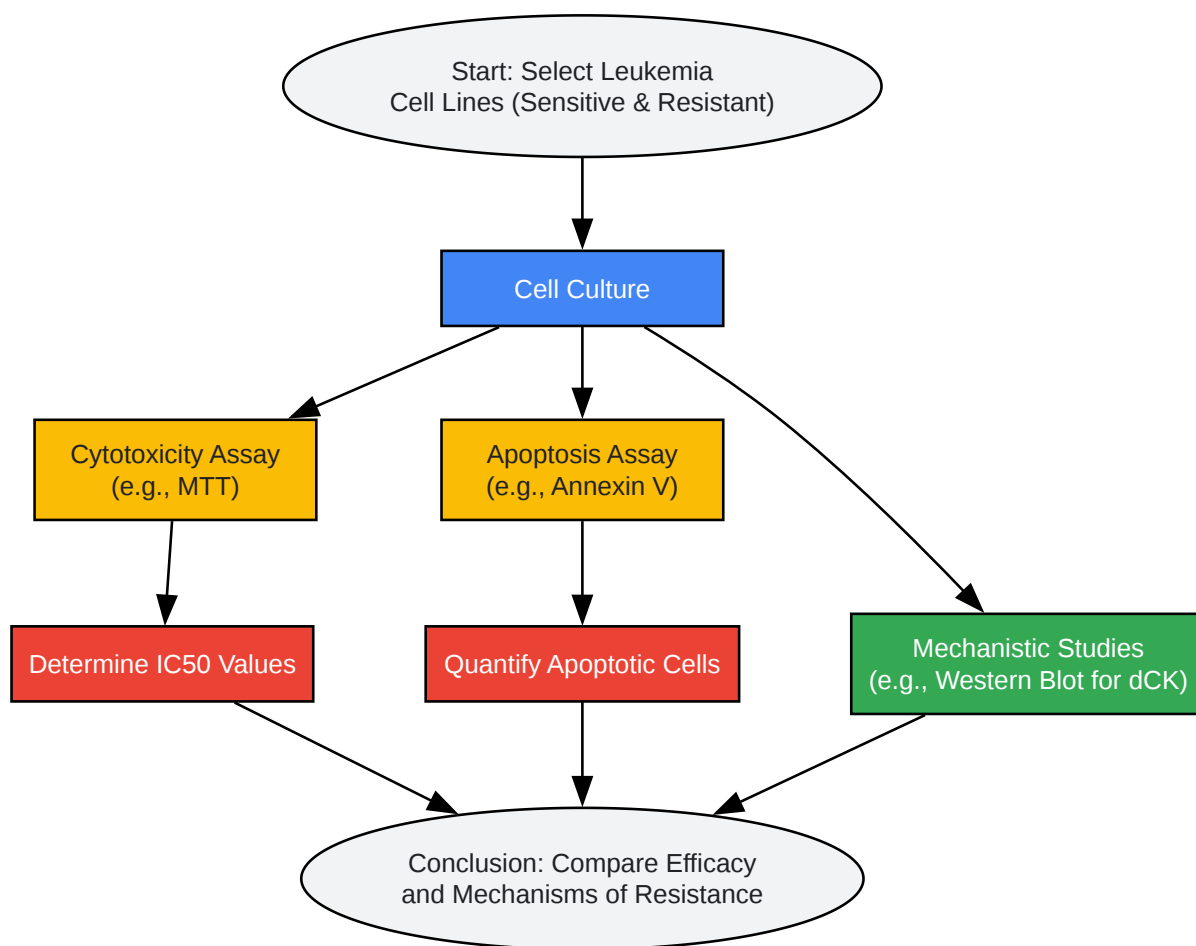 Start: Select Leukemia
Cell Lines (Sensitive & Resistant)
Cell Culture
Cytotoxicity Assay
(e.g., MTT)
Apoptosis Assay
(e.g., Annexin V)
Determine IC50 Values
Quantify Apoptotic Cells
Mechanistic Studies
(e.g., Western Blot for dCK)
Conclusion: Compare Efficacy
and Mechanisms of Resistance